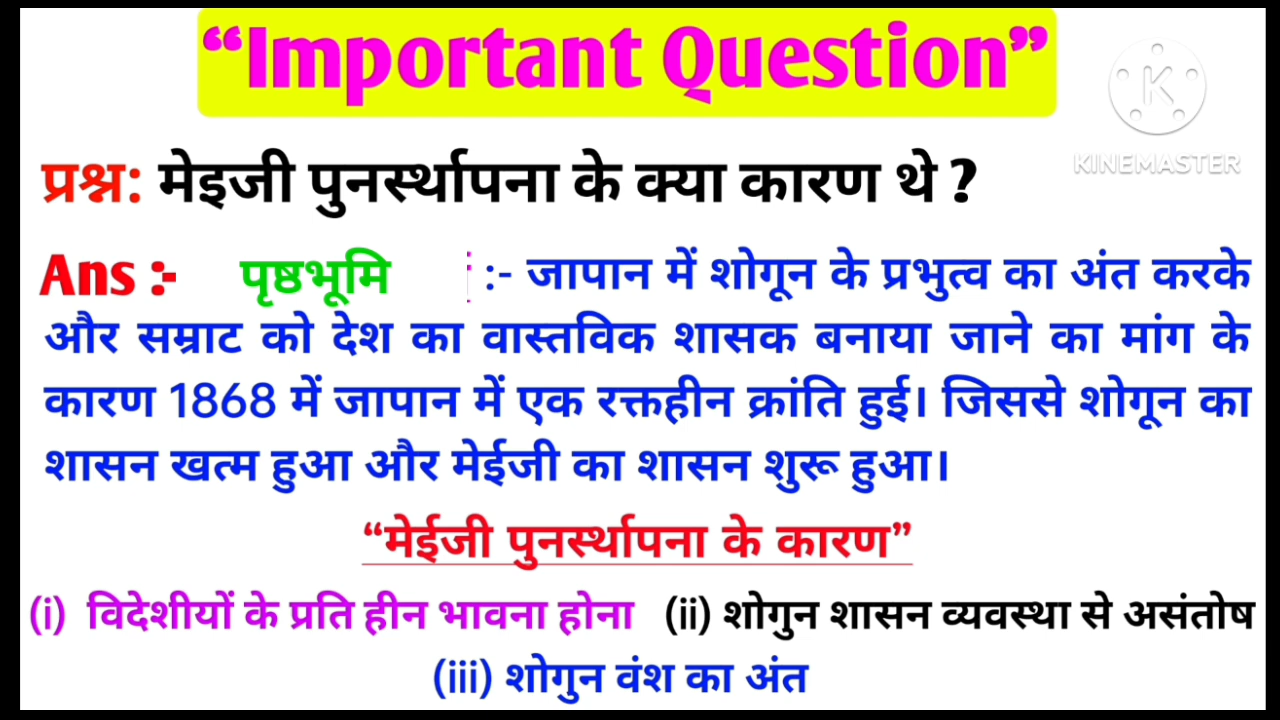 “Important Question”
K
KINEMASTER
प्रश्न: मेइजी पुनर्स्थापना के क्या कारण थे ?
Ans :- पृष्ठभूमि :- जापान में शोगून के प्रभुत्व का अंत करके
और सम्राट को देश का वास्तविक शासक बनाया जाने का मांग के
कारण 1868 में जापान में एक रक्तहीन क्रांति हुई। जिससे शोगून का
शासन खत्म हुआ और मेईजी का शासन शुरू हुआ।
“मेईजी पुनर्स्थापना के कारण”
(i) विदेशीयों के प्रति हीन भावना होना (ii) शोगुन शासन व्यवस्था से असंतोष
(iii) शोगुन वंश का अंत